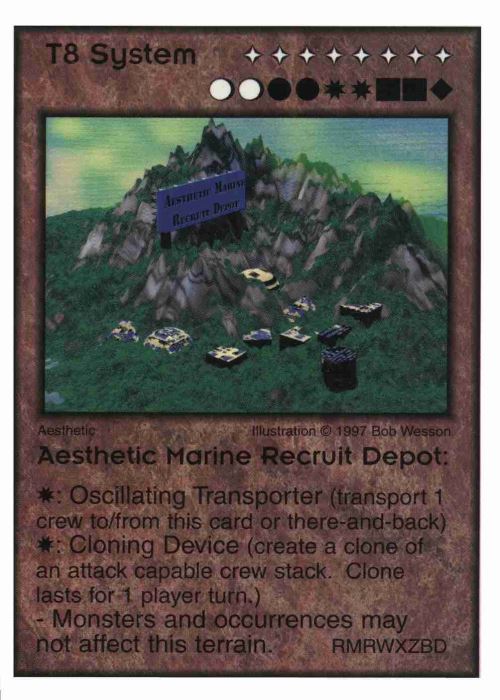 T8 System
Aesthetic Marine
Recruit Depot
Aesthetic
Illustration © 1997 Bob Wesson
Aesthetic Marine Recruit Depot:
✷: Oscillating Transporter (transport 1
crew to/from this card or there-and-back)
✷: Cloning Device (create a clone of
an attack capable crew stack. Clone
lasts for 1 player turn.)
- Monsters and occurrences may
not affect this terrain. RMRWXZBD